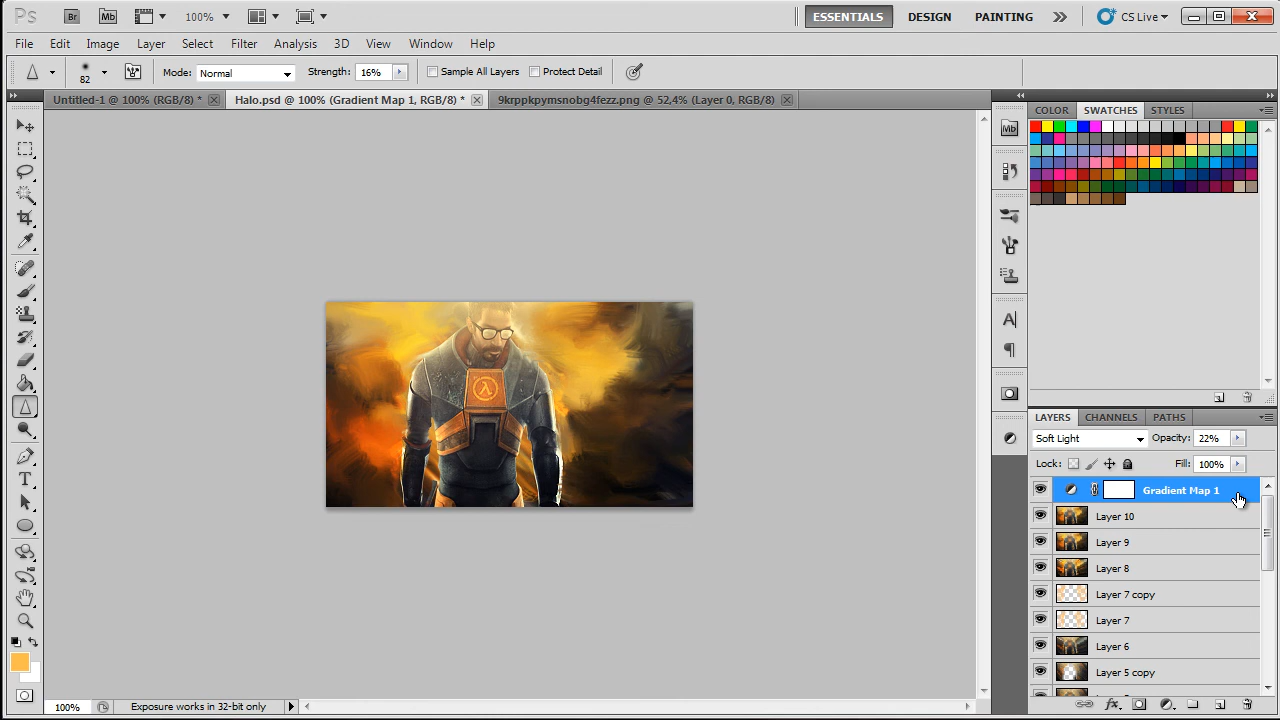 Ps Br Mb 100% ESSENTIALS DESIGN PAINTING CS Live
File Edit Image Layer Select Filter Analysis 3D View Window Help
82 Mode: Normal Strength: 16% Sample All Layers Protect Detail
Untitled-1 @ 100% (RGB/8) * Halo.psd @ 100% (Gradient Map 1, RGB/8) * 9krppkpymsnobg4fezz.png @ 52,4% (Layer 0, RGB/8)
COLOR SWATCHES STYLES
Mb
LAYERS CHANNELS PATHS
Soft Light Opacity: 22%
Lock: Fill: 100%
Gradient Map 1
Layer 10
Layer 9
Layer 8
Layer 7 copy
Layer 7
Layer 6
Layer 5 copy
100% Exposure works in 32-bit only